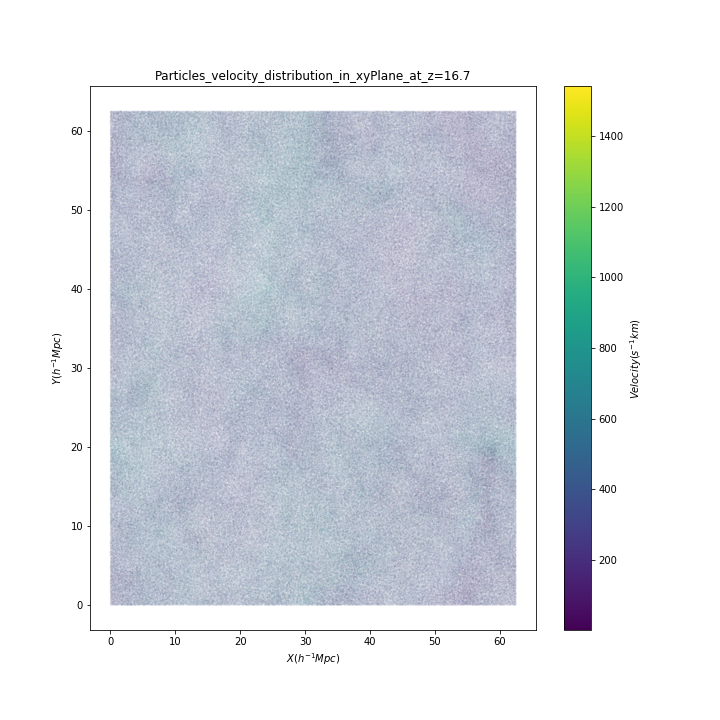 Particles_velocity_distribution_in_xyPlane_at_z=16.7
60
50
40
30
20
10
0
Y(h⁻¹Mpc)
0 10 20 30 40 50 60
X(h⁻¹Mpc)
1400
1200
1000
800
600
400
200
Velocity(s⁻¹km)